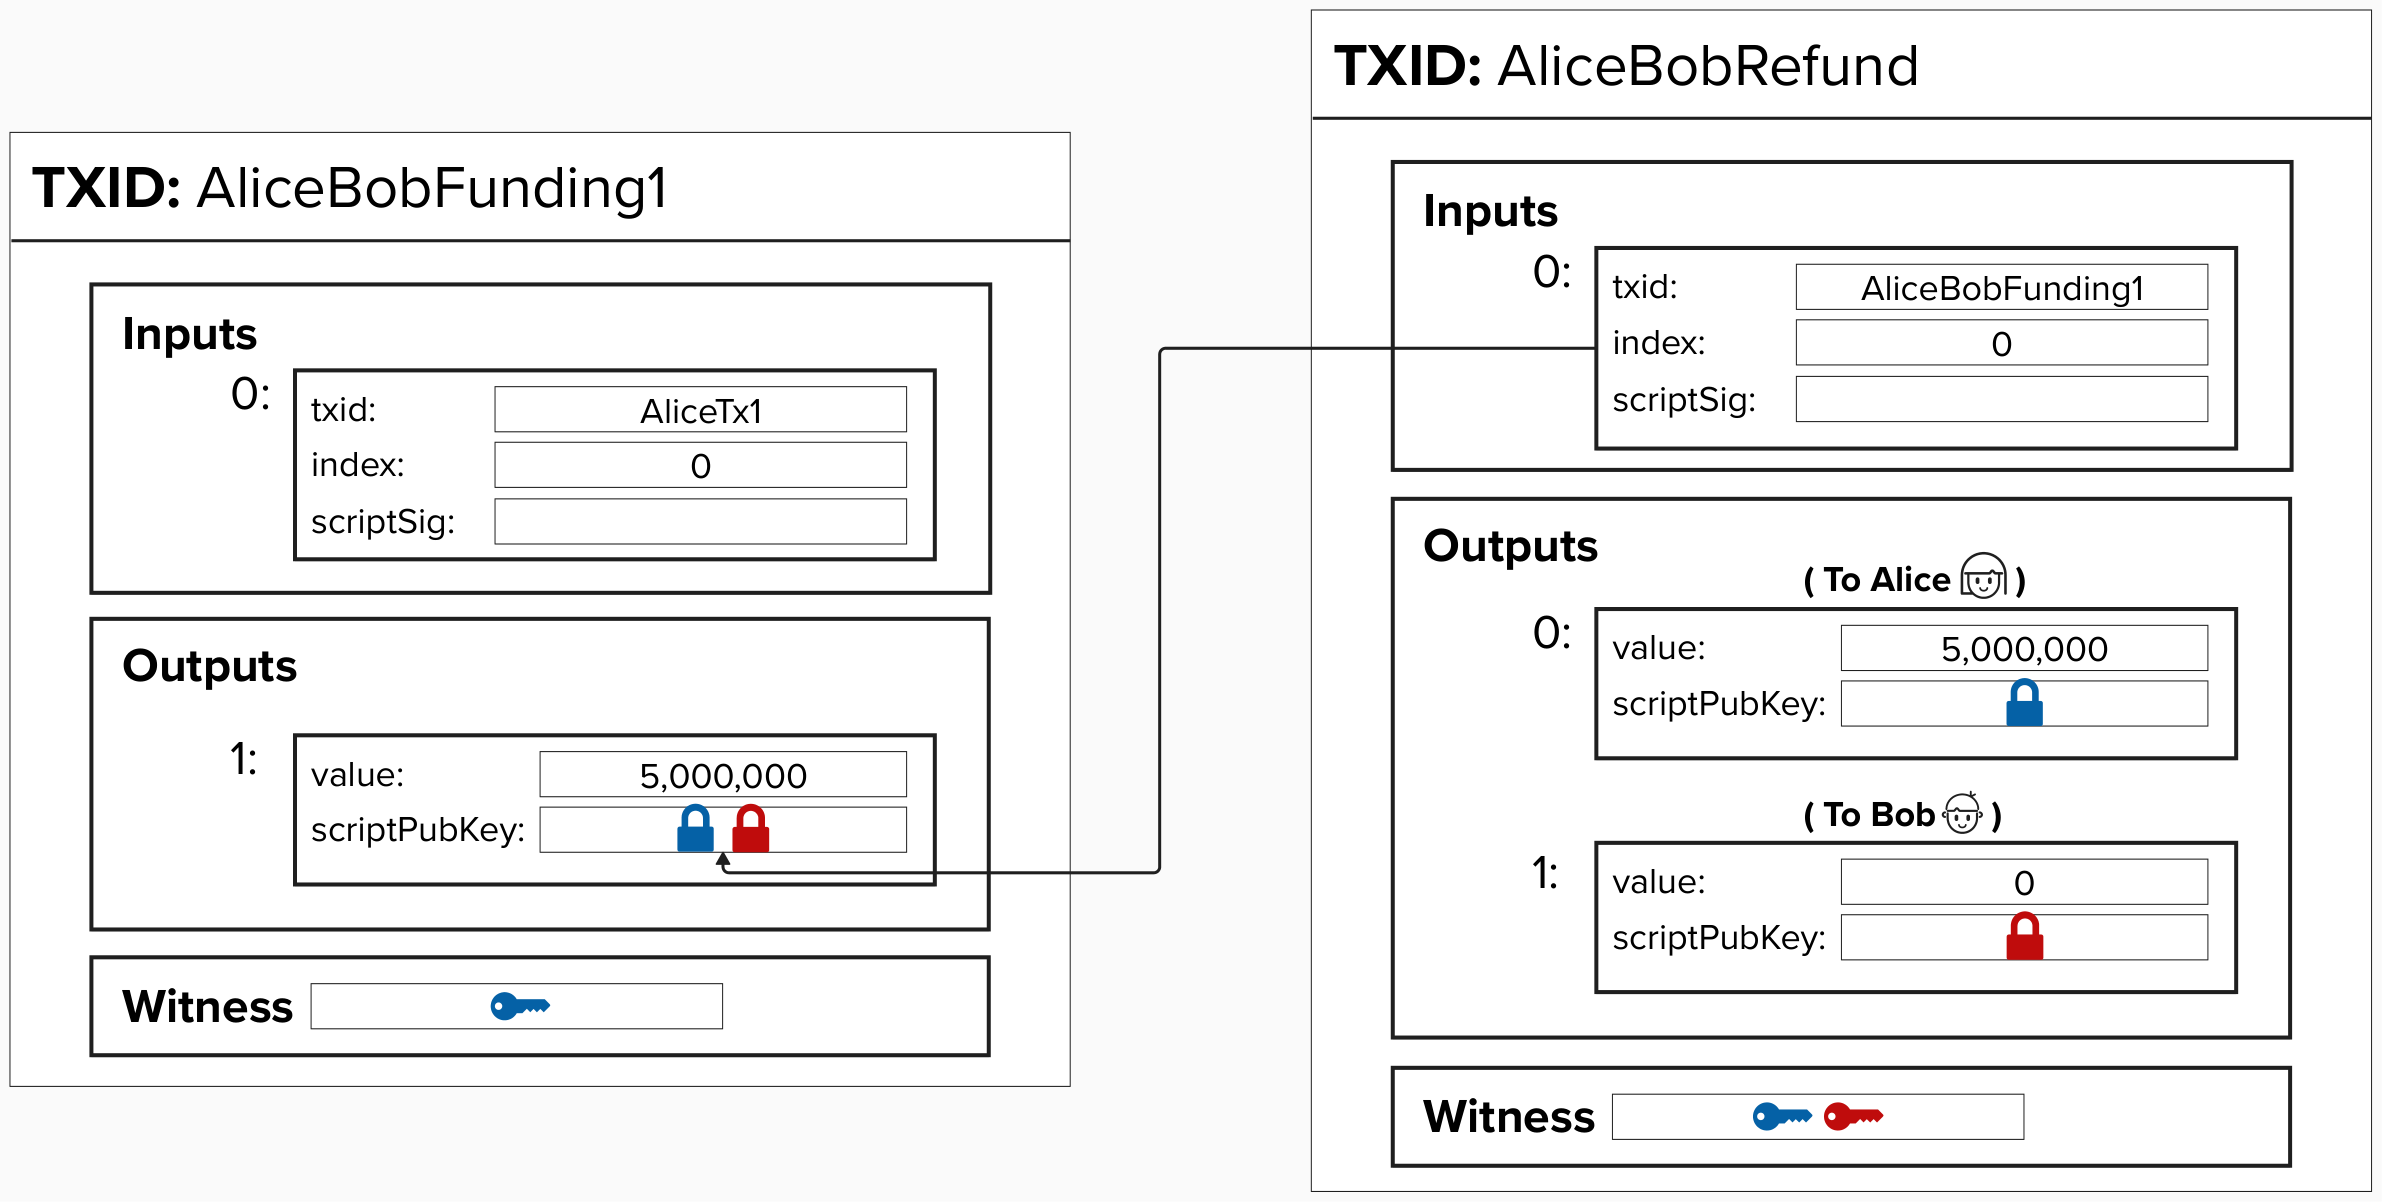 TXID: AliceBobFunding1
Inputs
0:
txid: AliceTx1
index: 0
scriptSig:
Outputs
1:
value: 5,000,000
scriptPubKey:
Witness
TXID: AliceBobRefund
Inputs
0:
txid: AliceBobFunding1
index: 0
scriptSig:
Outputs
( To Alice )
0:
value: 5,000,000
scriptPubKey:
( To Bob )
1:
value: 0
scriptPubKey:
Witness